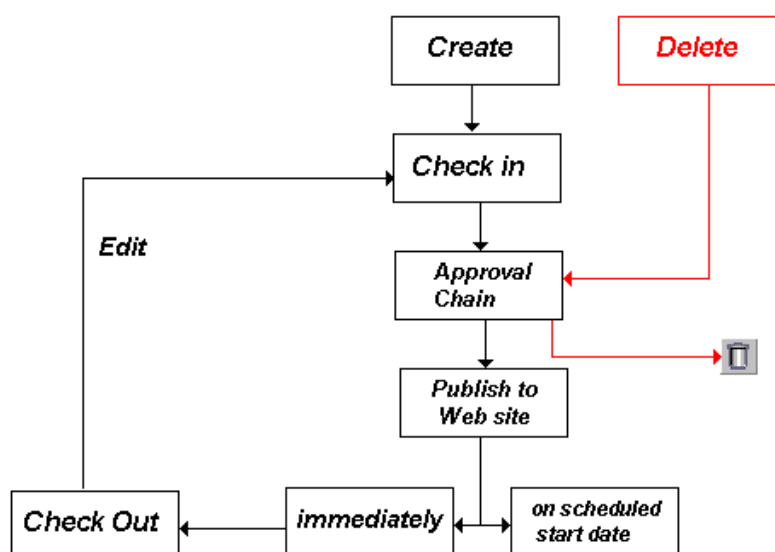 Create
Delete
Check in
Edit
Approval
Chain
Publish to
Web site
Check Out
immediately
on scheduled
start date